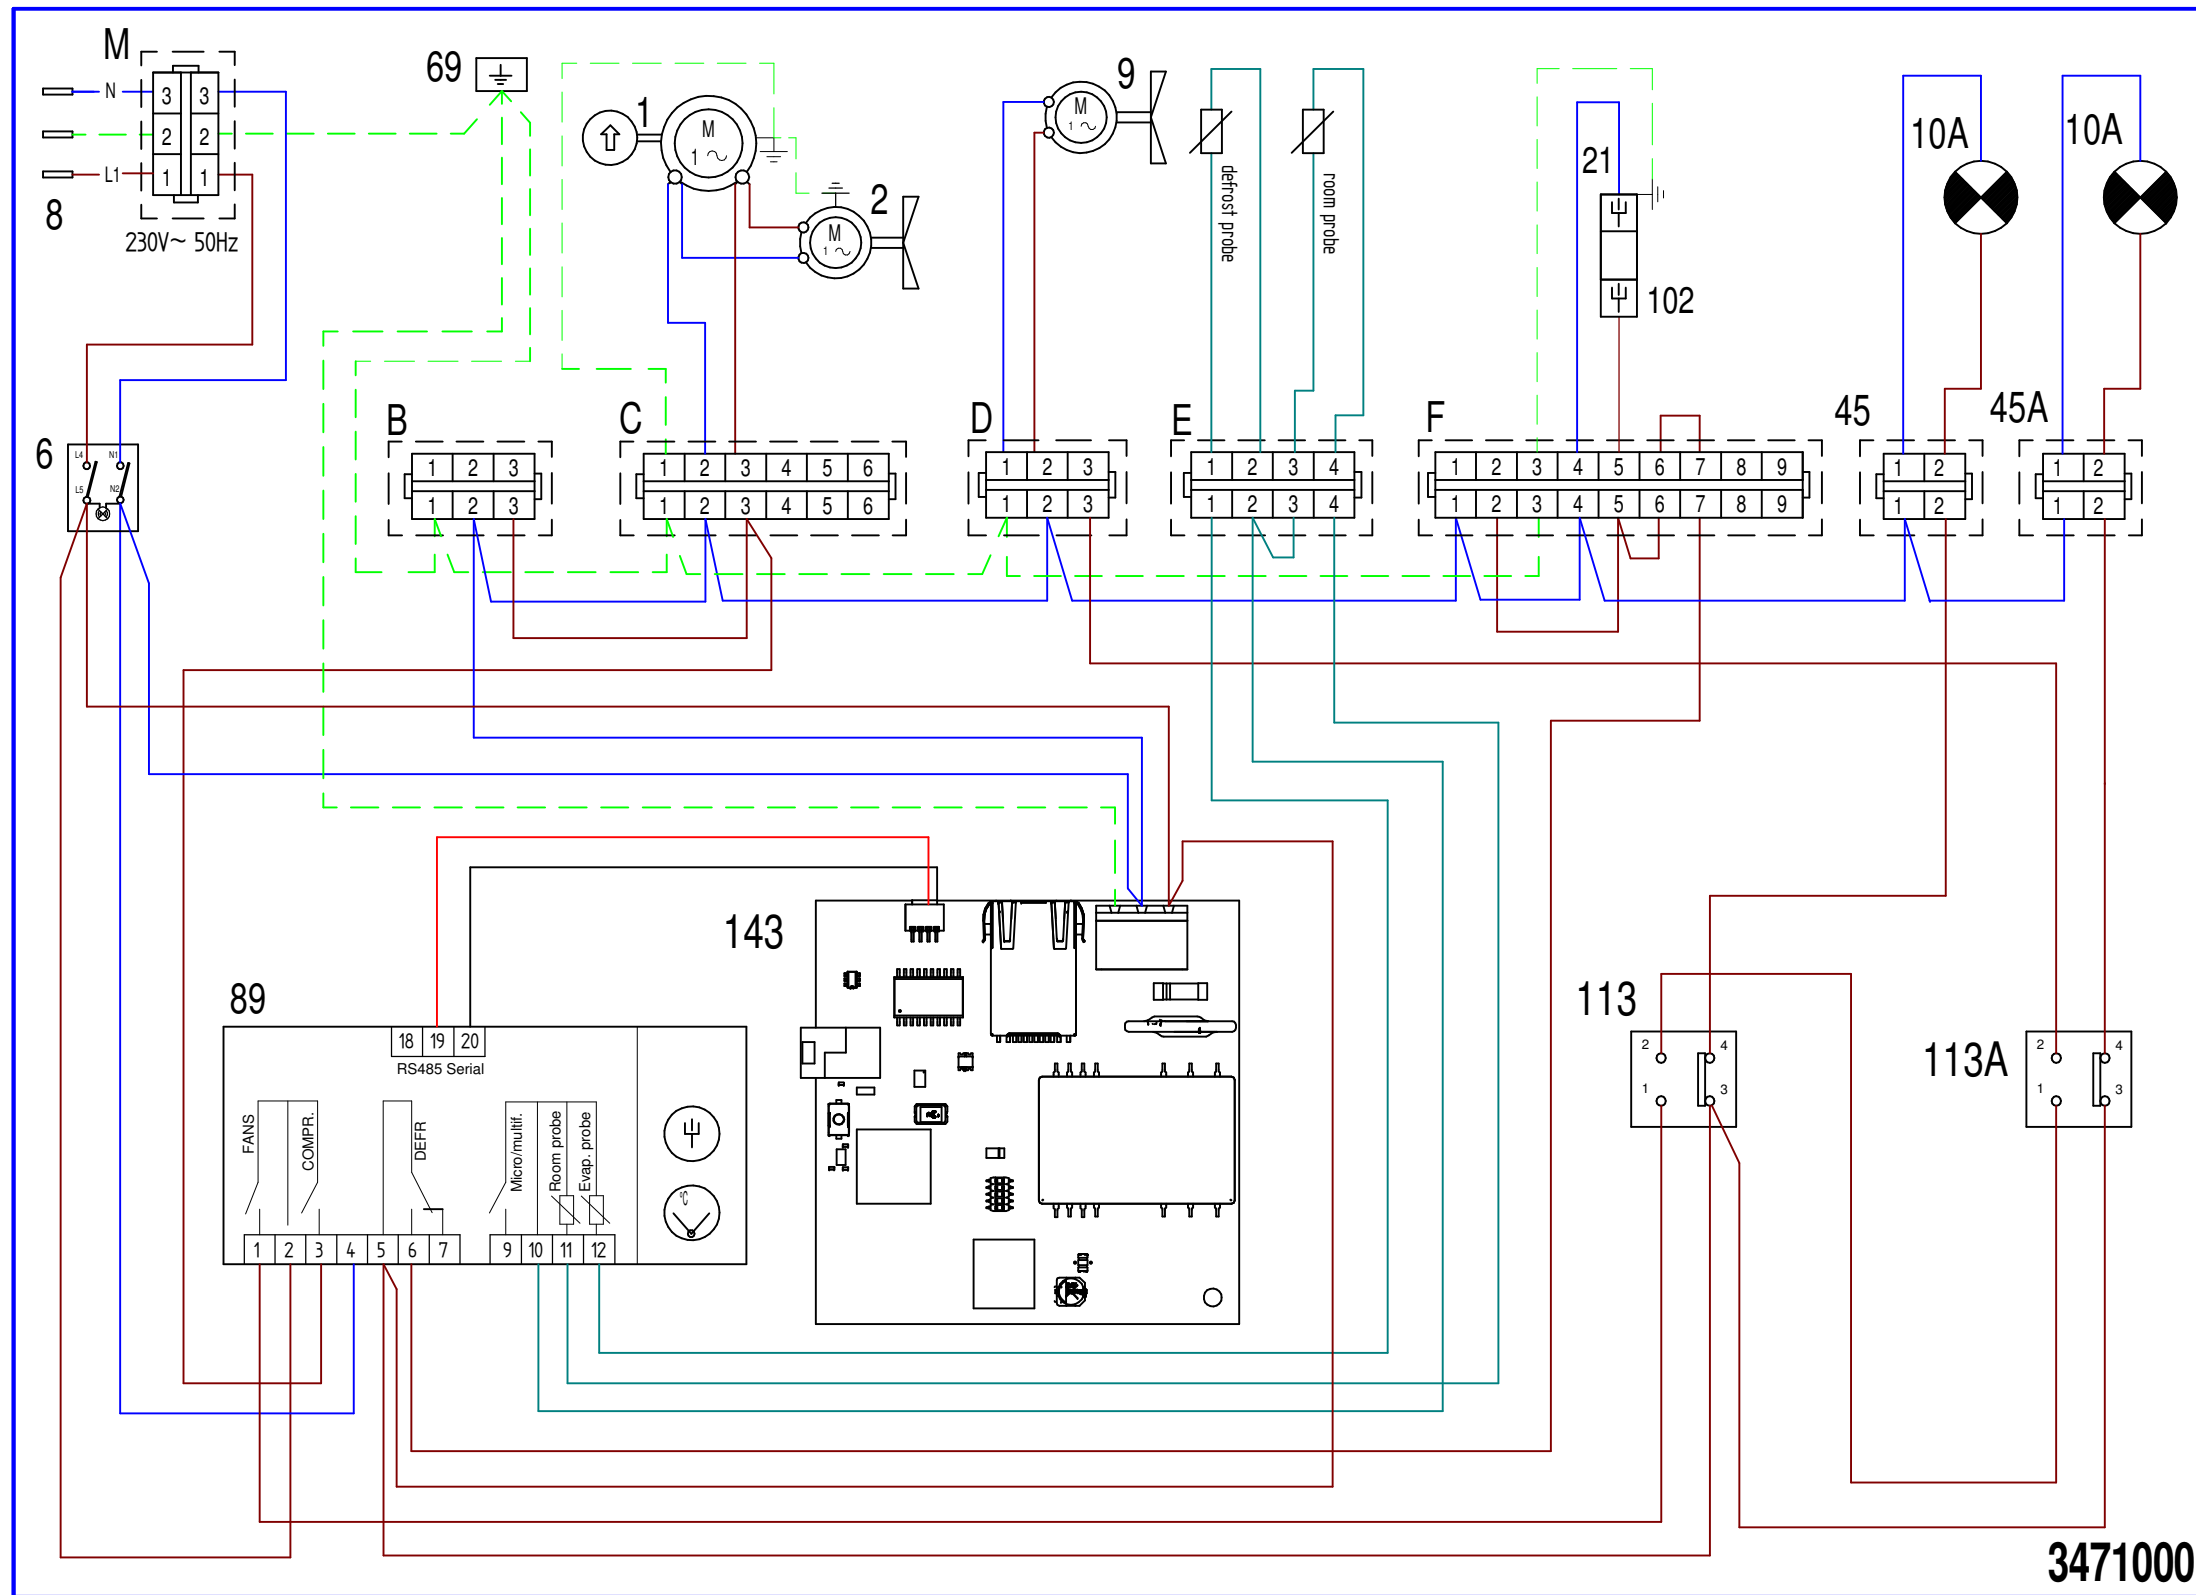 M
N
3 3
2 2
L1
1 1
8
230V~ 50Hz
69
1
M
1 ~
2
M
1 ~
9
M
1 ~
defrost probe
room probe
21
102
10A
10A
6
L4 N1
L5 N2
B
1 2 3
1 2 3
C
1 2 3 4 5 6
1 2 3 4 5 6
D
1 2 3
1 2 3
E
1 2 3 4
1 2 3 4
F
1 2 3 4 5 6 7 8 9
1 2 3 4 5 6 7 8 9
45
1 2
1 2
45A
1 2
1 2
143
89
18 19 20
RS485 Serial
FANS
COMPR.
DEFR
Micro/multif.
Room probe
Evap. probe
°C
1 2 3 4 5 6 7
9 10 11 12
113
2 4
1 3
113A
2 4
1 3
3471000